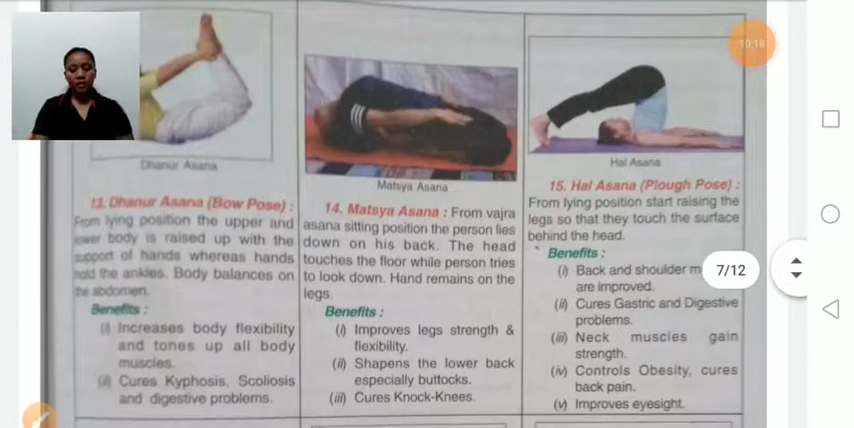 10:18
Dhanur Asana
13. Dhanur Asana (Bow Pose) :
From lying position the upper and
lower body is raised up with the
support of hands whereas hands
hold the ankles. Body balances on
the abdomen.
Benefits :
(i) Increases body flexibility
and tones up all body
muscles.
(ii) Cures Kyphosis, Scoliosis
and digestive problems.
Matsya Asana
14. Matsya Asana : From vajra
asana sitting position the person lies
down on his back. The head
touches the floor while person tries
to look down. Hand remains on the
legs.
Benefits :
(i) Improves legs strength &
flexibility.
(ii) Shapens the lower back
especially buttocks.
(iii) Cures Knock-Knees.
Hal Asana
15. Hal Asana (Plough Pose) :
From lying position start raising the
legs so that they touch the surface
behind the head.
Benefits :
(i) Back and shoulder m
are improved.
(ii) Cures Gastric and Digestive
problems.
(iii) Neck muscles gain
strength.
(iv) Controls Obesity, cures
back pain.
(v) Improves eyesight.
7/12